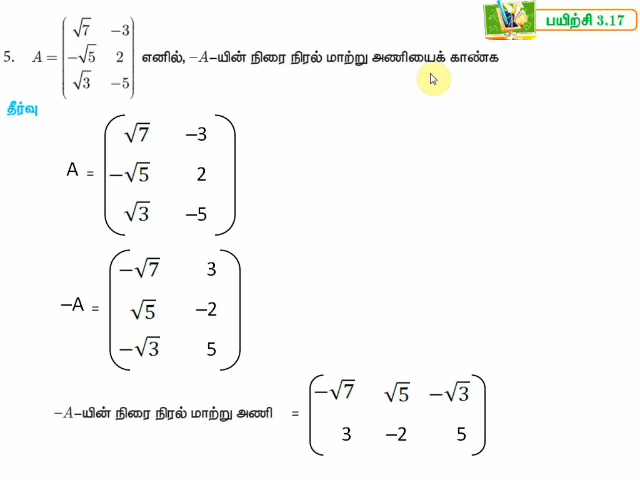 பயிற்சி 3.17
5. A = ( √7 −3 
−√5 2 
√3 −5 ) எனில், −A−யின் நிரை நிரல் மாற்று அணியைக் காண்க
தீர்வு
A = ( √7 −3
−√5 2
√3 −5 )
−A = ( −√7 3
√5 −2
−√3 5 )
−A−யின் நிரை நிரல் மாற்று அணி = ( −√7 √5 −√3
3 −2 5 )